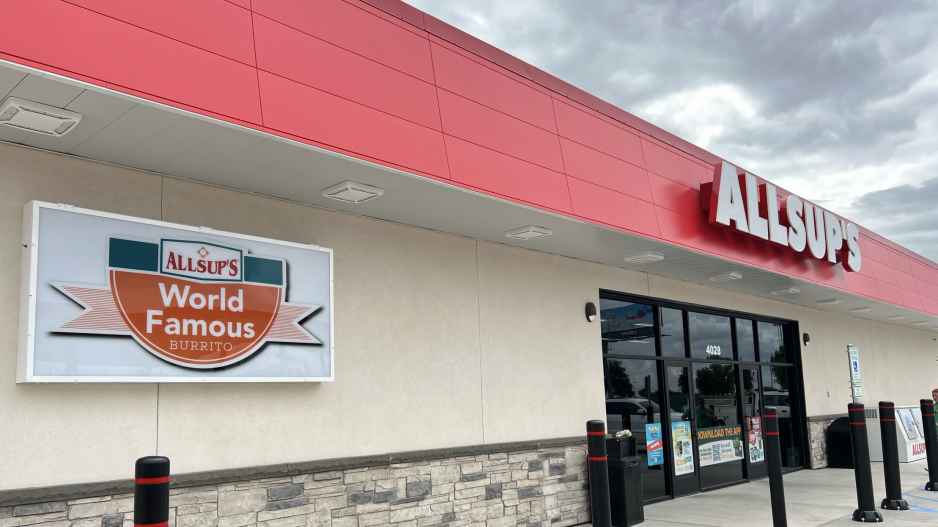 ALLSUP'S
ALLSUP'S
World
Famous
BURRITO
4028
DOWNLOAD THE APP